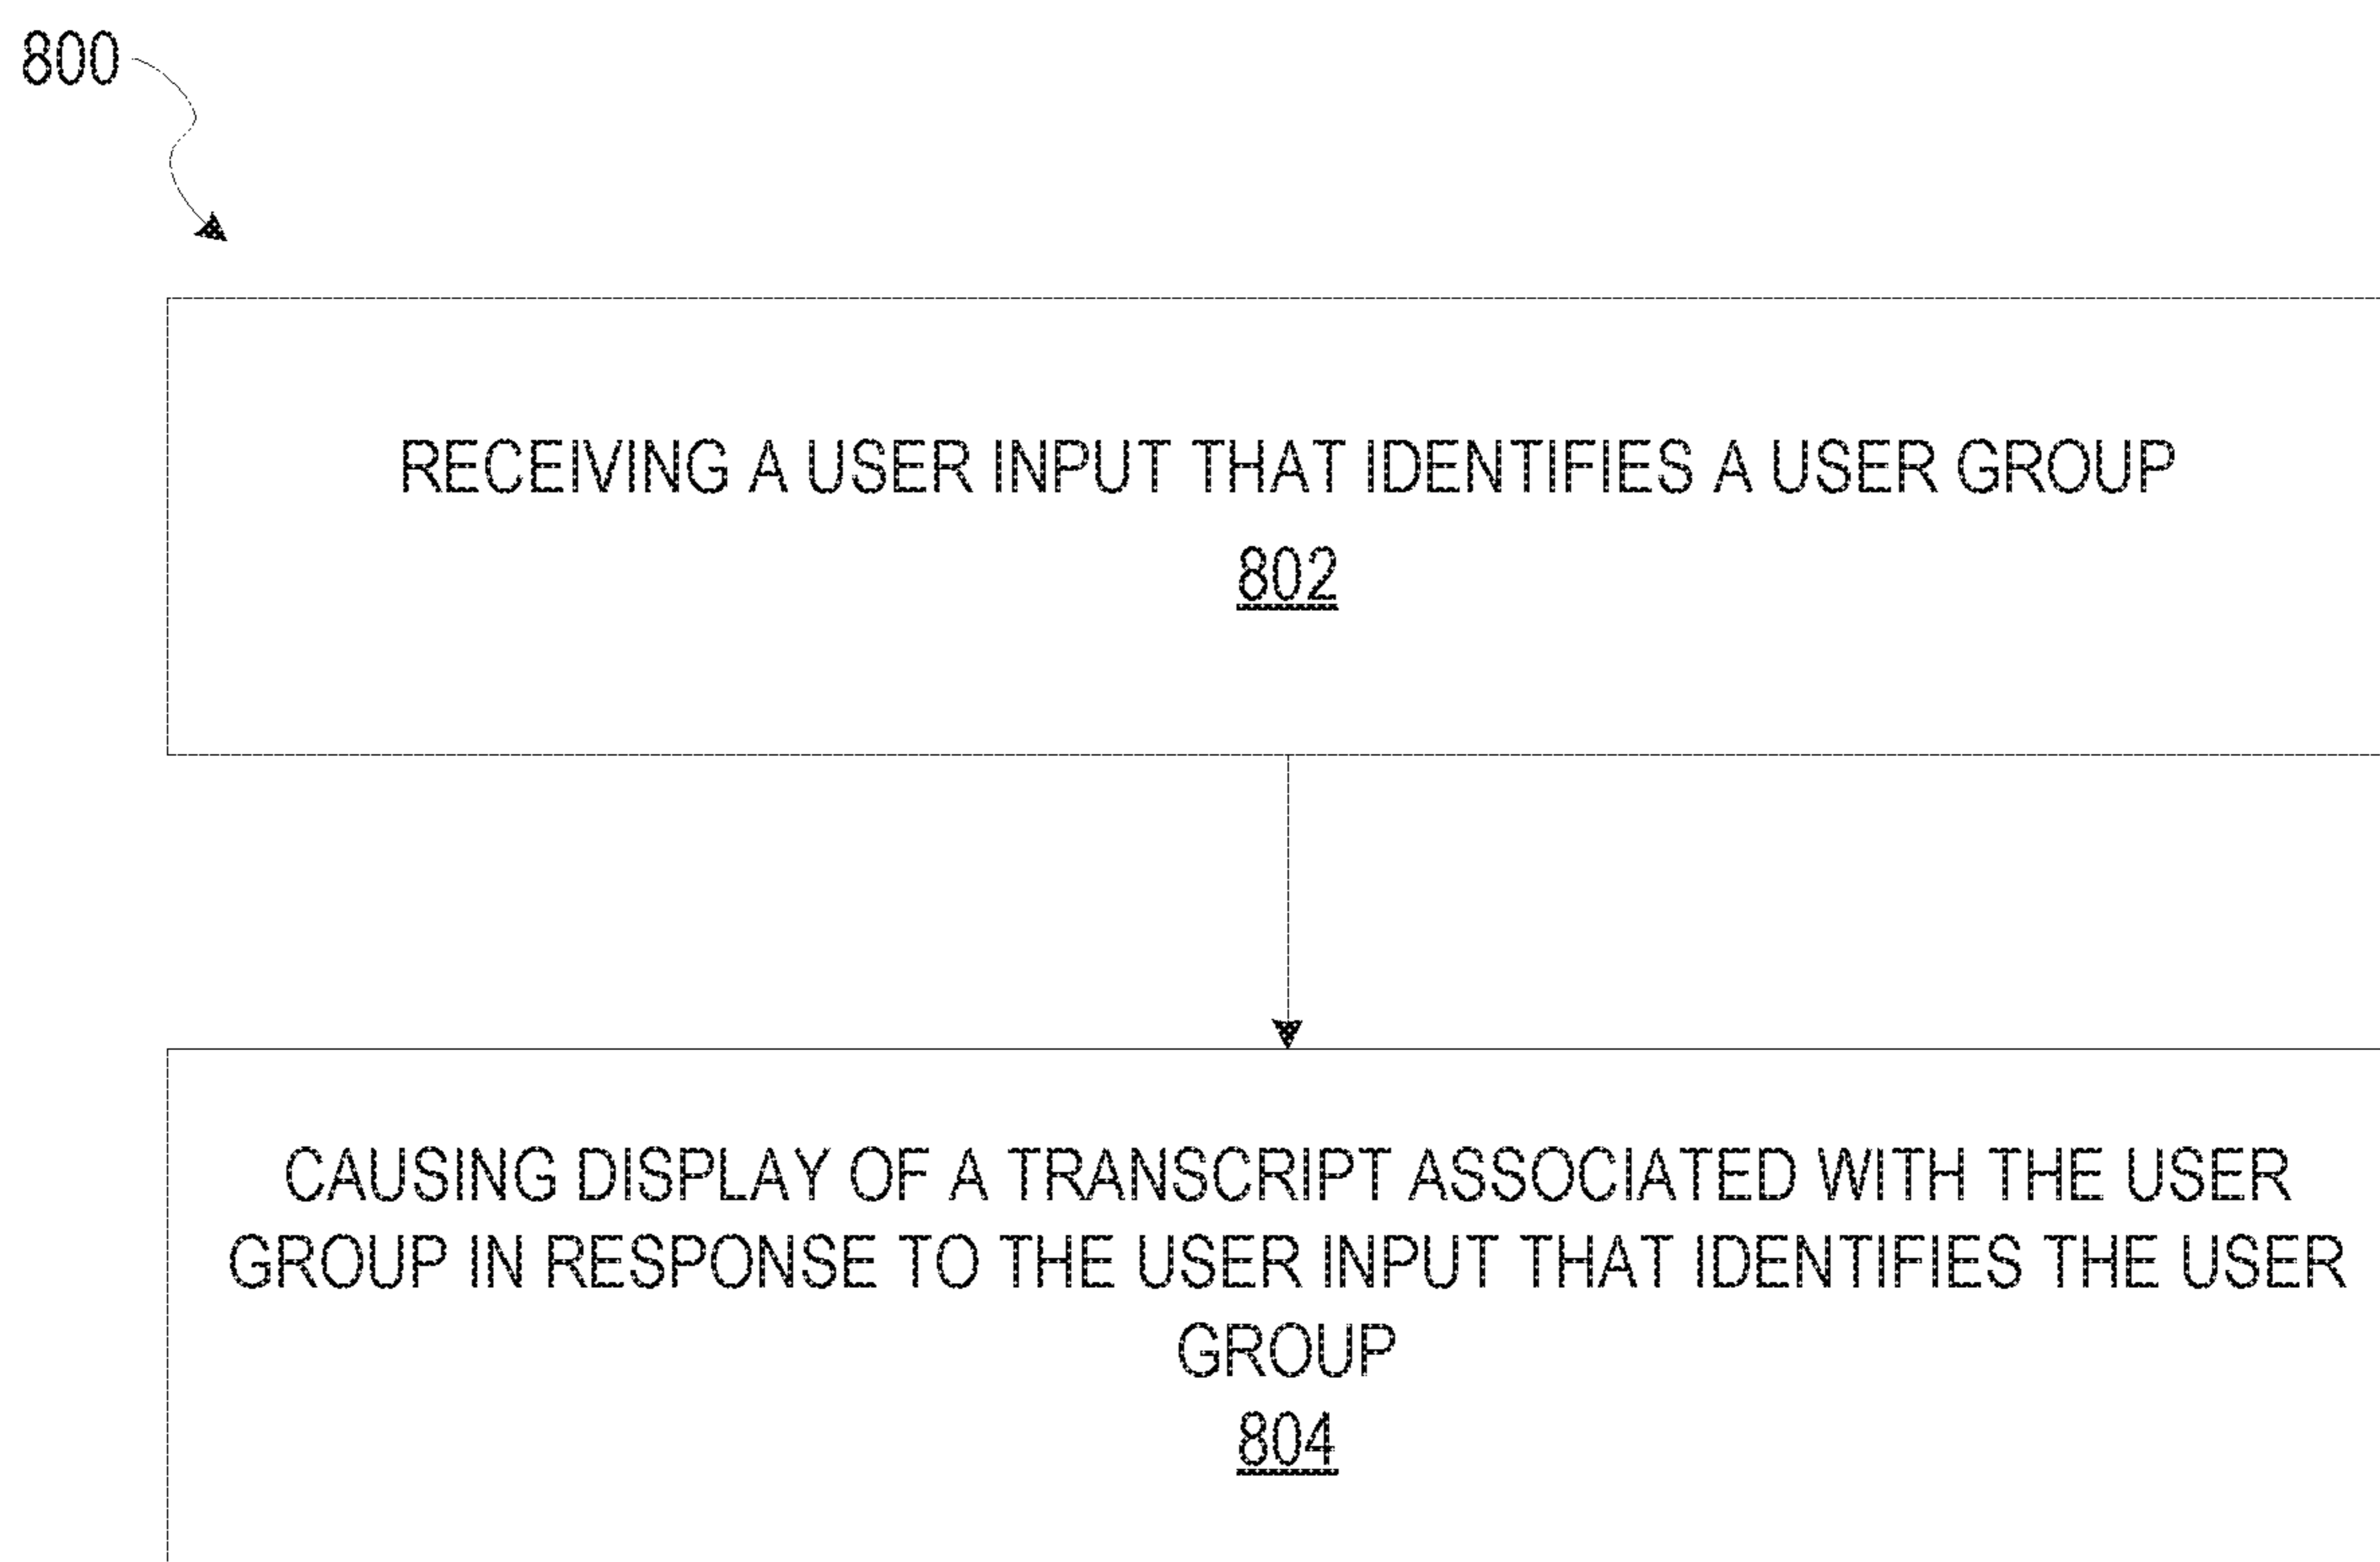 800
RECEIVING A USER INPUT THAT IDENTIFIES A USER GROUP
802
CAUSING DISPLAY OF A TRANSCRIPT ASSOCIATED WITH THE USER
GROUP IN RESPONSE TO THE USER INPUT THAT IDENTIFIES THE USER
GROUP
804